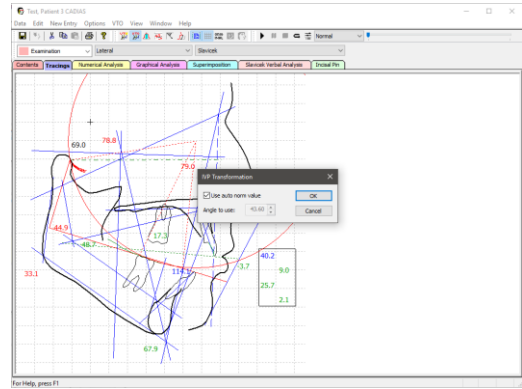 Test, Patient 3 CADIAS
Data Edit New Entry Options VTO View Window Help
Normal
Examination Lateral Slavicek
Contents Tracings Numerical Analysis Graphical Analysis Superimposition Slavicek Verbal Analysis Incisal Pin
78.8
69.0
79.0
IVP Transformation
Use auto norm value OK
Angle to use: Cancel
44.9
17.3
48.7
40.2
3.7
33.1
9.0
25.7
2.1
67.9
For Help, press F1